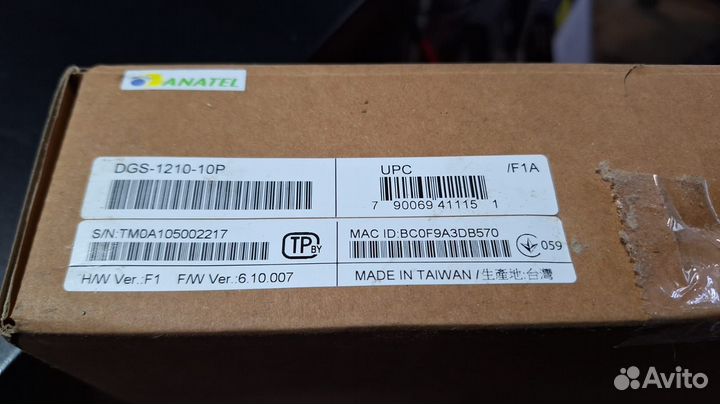 ANATEL
DGS-1210-10P
UPC /F1A
7 90069 41115 1
S/N:TM0A105002217
TP BY
MAC ID:BC0F9A3DB570
059
H/W Ver.:F1 F/W Ver.:6.10.007
MADE IN TAIWAN/生產地:台灣
Avito